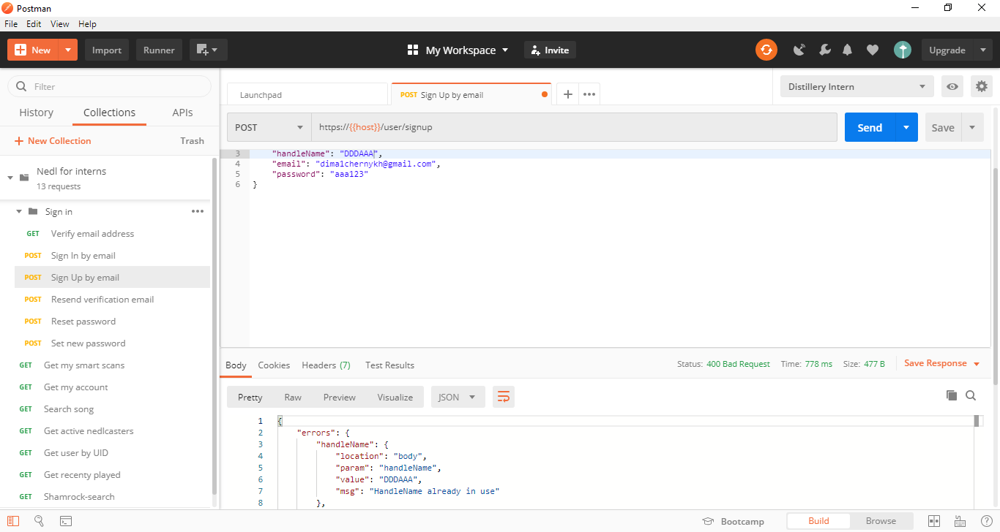 Postman
File Edit View Help
New Import Runner My Workspace Invite Upgrade
Filter
History Collections APIs
New Collection Trash
Nedl for interns
13 requests
Sign in
GET Verify email address
POST Sign In by email
POST Sign Up by email
POST Resend verification email
POST Reset password
POST Set new password
GET Get my smart scans
GET Get my account
GET Search song
GET Get active nedlcasters
GET Get user by UID
GET Get recenty played
GET Shamrock-search
Launchpad POST Sign Up by email Distillery Intern
POST https://{{host}}/user/signup Send Save
3 "handleName": "DDDAAA",
4 "email": "dima1chernykh@gmail.com",
5 "password": "aaa123"
6 }
Body Cookies Headers (7) Test Results Status: 400 Bad Request Time: 778 ms Size: 477 B Save Response
Pretty Raw Preview Visualize JSON
1 {
2 "errors": {
3 "handleName": {
4 "location": "body",
5 "param": "handleName",
6 "value": "DDDAAA",
7 "msg": "HandleName already in use"
8 },
Bootcamp Build Browse